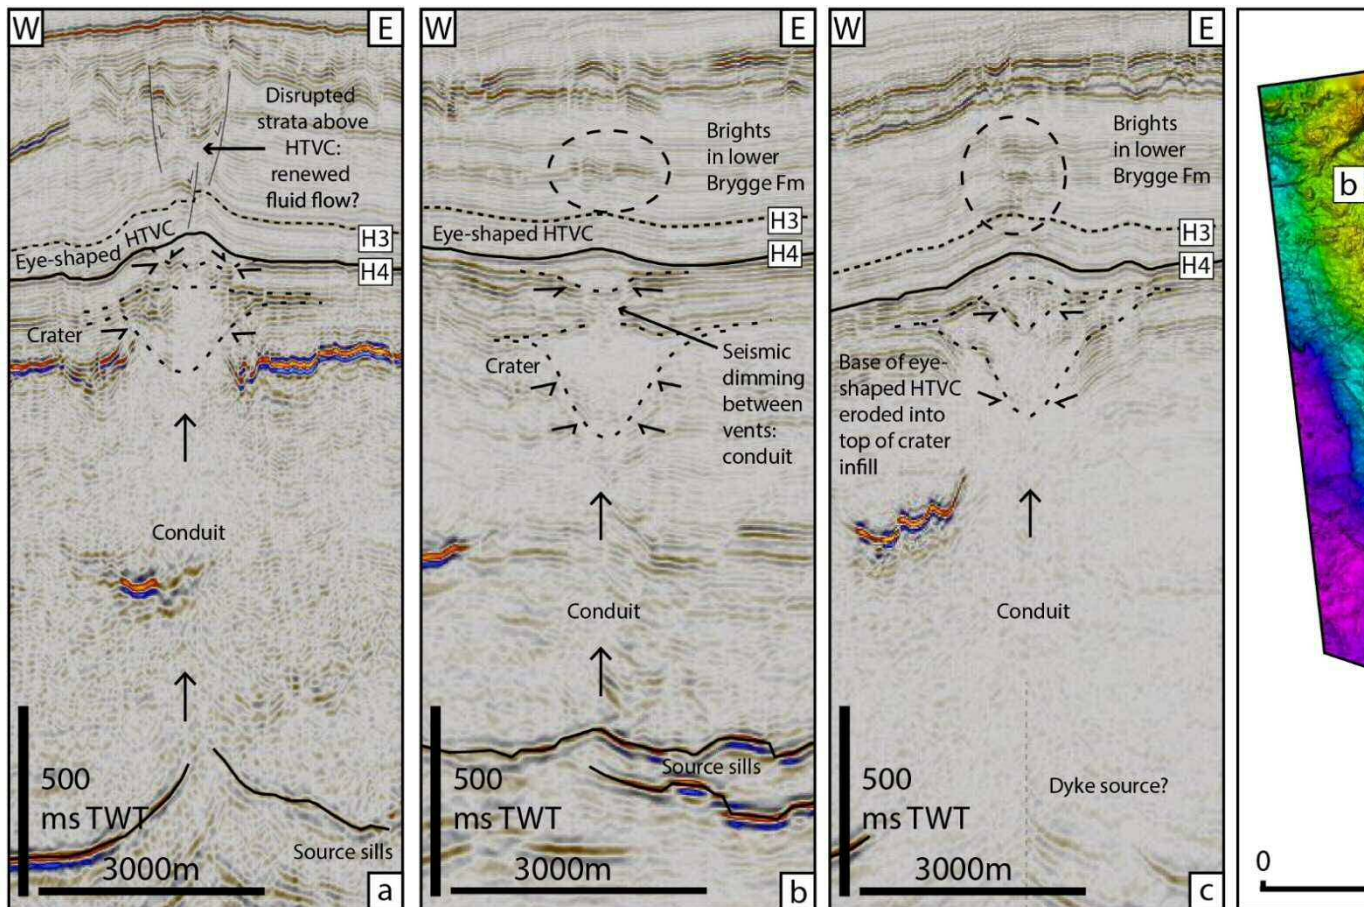 W
E
Disrupted
strata above
HTVC:
renewed
fluid flow?
Eye-shaped HTVC
H3
H4
Crater
Conduit
500
ms TWT
3000m
Source sills
a
W
E
Brights
in lower
Brygge Fm
Eye-shaped HTVC
H3
H4
Crater
Seismic
dimming
between
vents:
conduit
Conduit
Source sills
500
ms TWT
3000m
b
W
E
Brights
in lower
Brygge Fm
H3
H4
Base of eye-
shaped HTVC
eroded into
top of crater
infill
Conduit
Dyke source?
500
ms TWT
3000m
c
b
0